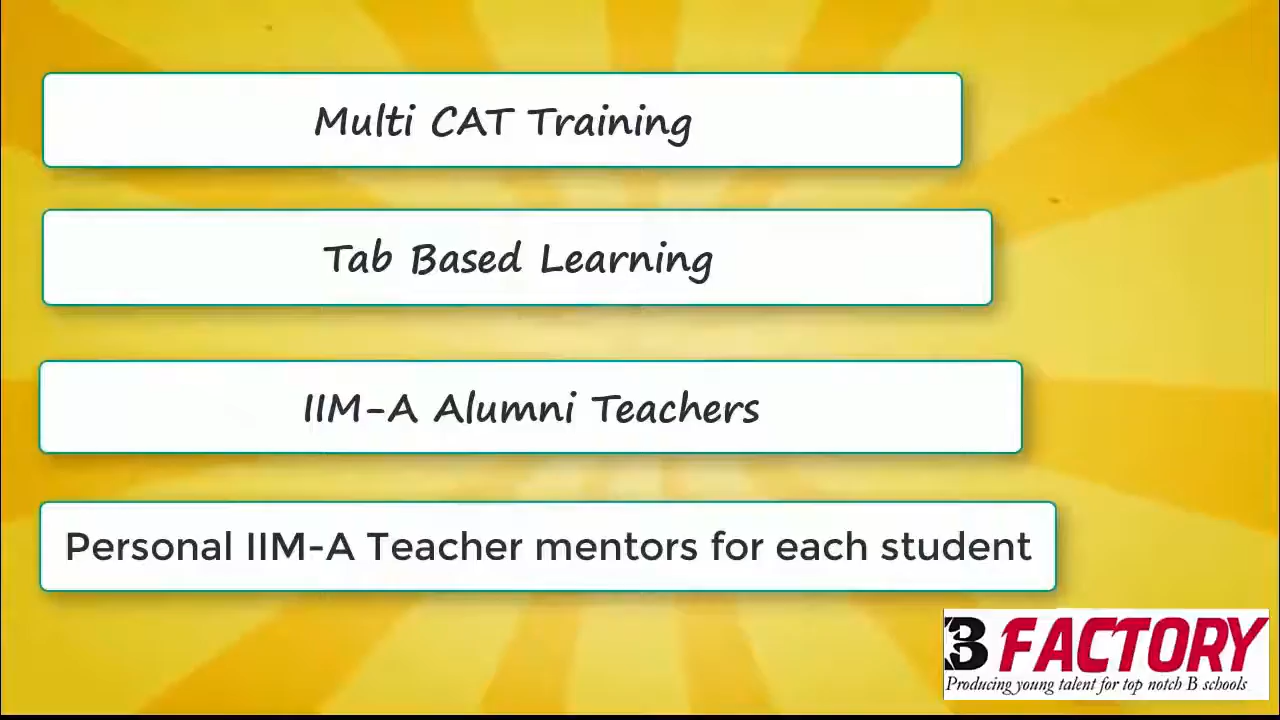 Multi CAT Training
Tab Based Learning
IIM-A Alumni Teachers
Personal IIM-A Teacher mentors for each student
B FACTORY
Producing young talent for top notch B schools